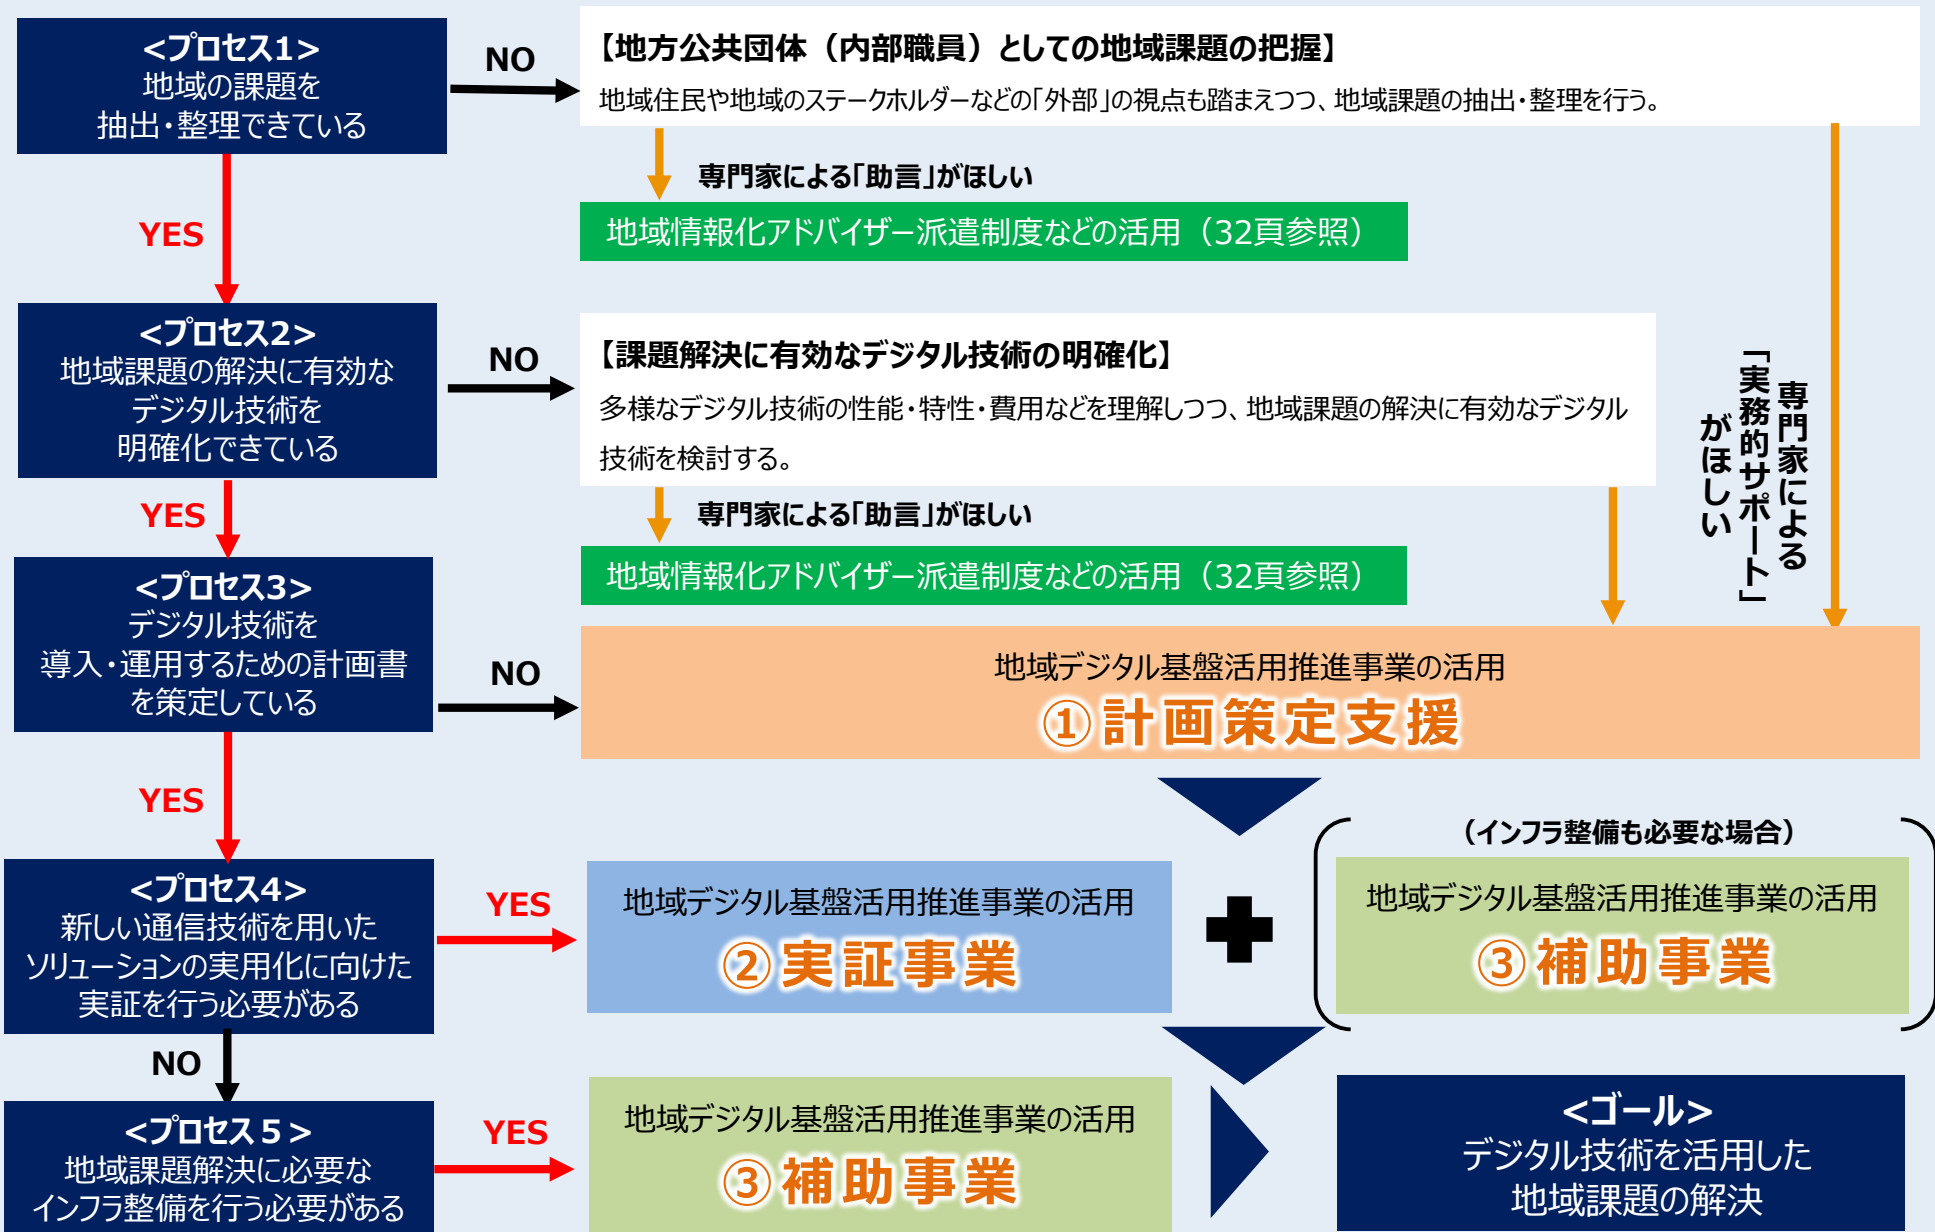 <プロセス1>
地域の課題を
抽出・整理できている
NO
【地方公共団体（内部職員）としての地域課題の把握】
地域住民や地域のステークホルダーなどの「外部」の視点も踏まえつつ、地域課題の抽出・整理を行う。
専門家による「助言」がほしい
地域情報化アドバイザー派遣制度などの活用（32頁参照）
YES
<プロセス2>
地域課題の解決に有効な
デジタル技術を
明確化できている
NO
【課題解決に有効なデジタル技術の明確化】
多様なデジタル技術の性能・特性・費用などを理解しつつ、地域課題の解決に有効なデジタル
技術を検討する。
専門家による「助言」がほしい
地域情報化アドバイザー派遣制度などの活用（32頁参照）
専門家による
「実務的サポート」
がほしい
YES
<プロセス3>
デジタル技術を
導入・運用するための計画書
を策定している
NO
地域デジタル基盤活用推進事業の活用
①計画策定支援
YES
<プロセス4>
新しい通信技術を用いた
ソリューションの実用化に向けた
実証を行う必要がある
YES
地域デジタル基盤活用推進事業の活用
②実証事業
（インフラ整備も必要な場合）
地域デジタル基盤活用推進事業の活用
③補助事業
NO
<プロセス５>
地域課題解決に必要な
インフラ整備を行う必要がある
YES
地域デジタル基盤活用推進事業の活用
③補助事業
<ゴール>
デジタル技術を活用した
地域課題の解決